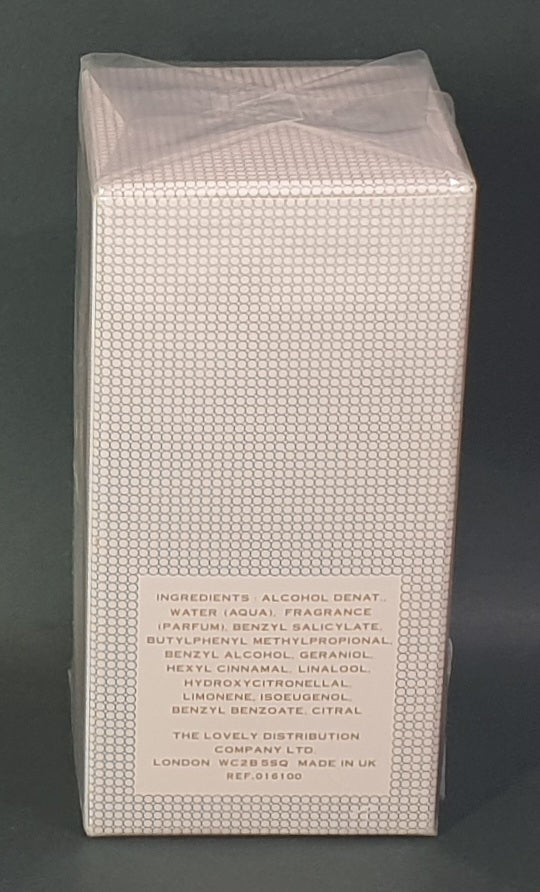 INGREDIENTS : ALCOHOL DENAT.,
WATER (AQUA), FRAGRANCE
(PARFUM), BENZYL SALICYLATE,
BUTYLPHENYL METHYLPROPIONAL,
BENZYL ALCOHOL, GERANIOL,
HEXYL CINNAMAL, LINALOOL,
HYDROXYCITRONELLAL,
LIMONENE, ISOEUGENOL,
BENZYL BENZOATE, CITRAL
THE LOVELY DISTRIBUTION
COMPANY LTD.
LONDON WC2B 5SQ MADE IN UK
REF.016100